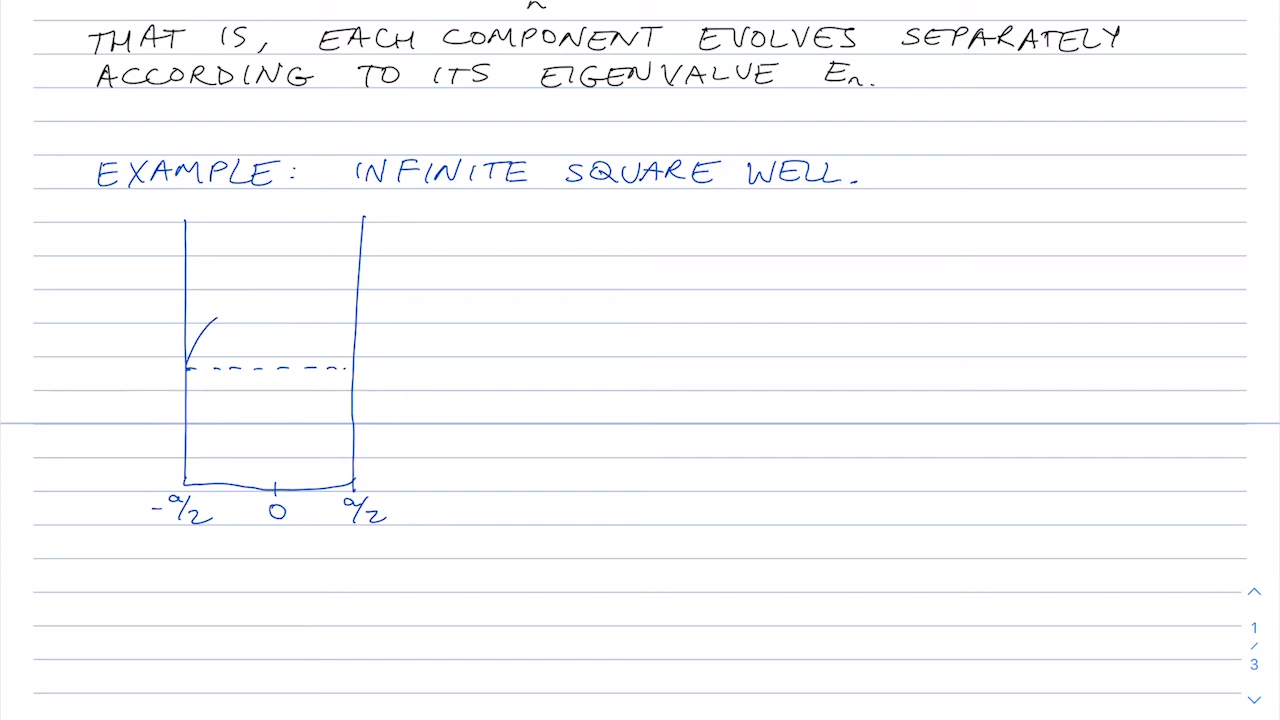 n
THAT IS, EACH COMPONENT EVOLVES SEPARATELY
ACCORDING TO ITS EIGENVALUE Eₙ.
EXAMPLE: INFINITE SQUARE WELL.
-a/2 0 a/2
1
/
3